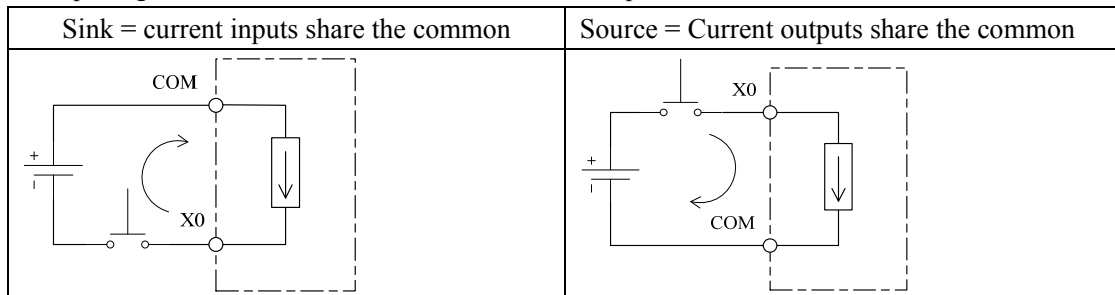 Sink = current inputs share the common
Source = Current outputs share the common
COM
X0
+
−
X0
COM
+
−